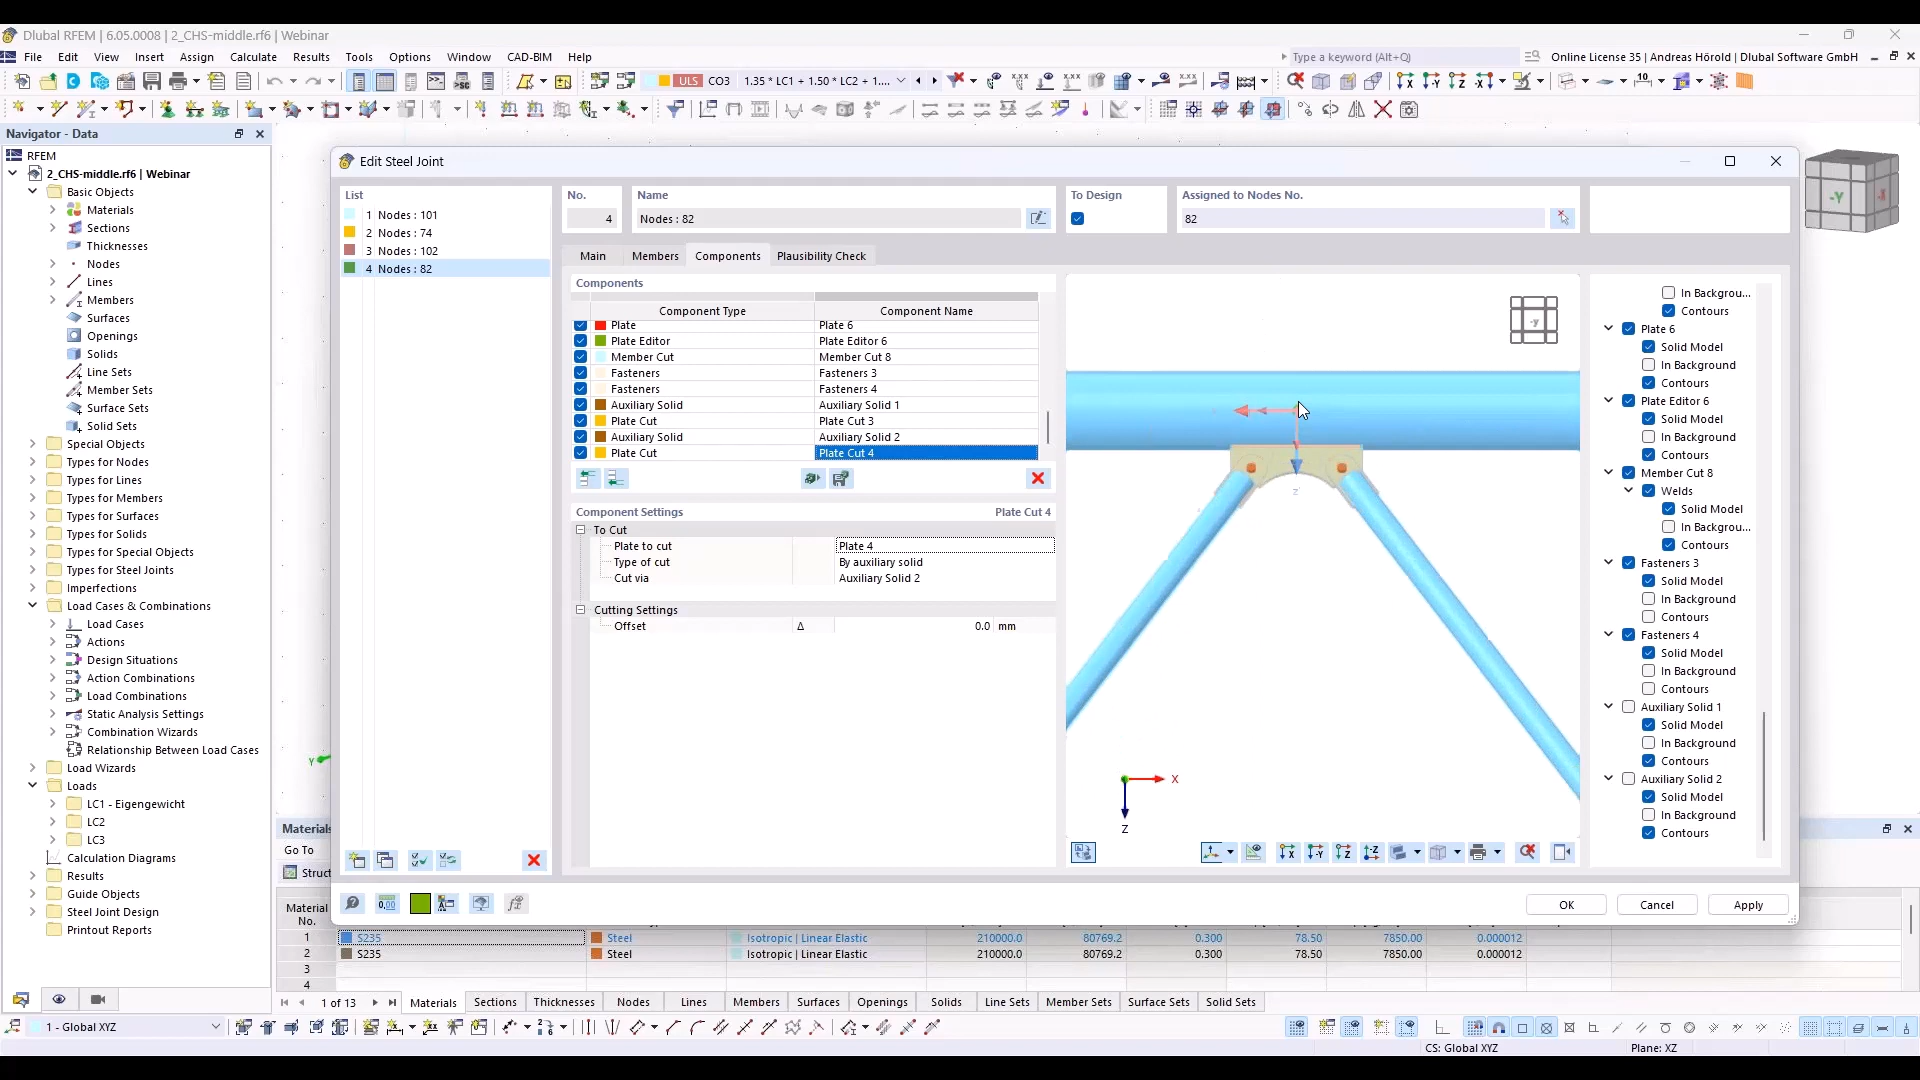 Dlubal RFEM | 6.05.0008 | 2_CHS-middle.rf6 | Webinar
File Edit View Insert Assign Calculate Results Tools Options Window CAD-BIM Help
Type a keyword (Alt+Q)
Online License 35 | Andreas Hörold | Dlubal Software GmbH
ULS CO3 1.35 * LC1 + 1.50 * LC2 + 1....
Navigator - Data
RFEM
2_CHS-middle.rf6 | Webinar
Basic Objects
Materials
Sections
Thicknesses
Nodes
Lines
Members
Surfaces
Openings
Solids
Line Sets
Member Sets
Surface Sets
Solid Sets
Special Objects
Types for Nodes
Types for Lines
Types for Members
Types for Surfaces
Types for Solids
Types for Special Objects
Types for Steel Joints
Imperfections
Load Cases & Combinations
Load Cases
Actions
Design Situations
Action Combinations
Load Combinations
Static Analysis Settings
Combination Wizards
Relationship Between Load Cases
Load Wizards
Loads
LC1 - Eigengewicht
LC2
LC3
Calculation Diagrams
Results
Guide Objects
Steel Joint Design
Printout Reports
1 - Global XYZ
Edit Steel Joint
List
1 Nodes : 101
2 Nodes : 74
3 Nodes : 102
4 Nodes : 82
No.
4
Name
Nodes : 82
To Design
Assigned to Nodes No.
82
Main Members Components Plausibility Check
Components
Component Type Component Name
Plate Plate 6
Plate Editor Plate Editor 6
Member Cut Member Cut 8
Fasteners Fasteners 3
Fasteners Fasteners 4
Auxiliary Solid Auxiliary Solid 1
Plate Cut Plate Cut 3
Auxiliary Solid Auxiliary Solid 2
Plate Cut Plate Cut 4
Component Settings Plate Cut 4
To Cut
Plate to cut Plate 4
Type of cut By auxiliary solid
Cut via Auxiliary Solid 2
Cutting Settings
Offset Δ 0.0 mm
-y
z
X
Z
In Backgrou...
Contours
Plate 6
Solid Model
In Background
Contours
Plate Editor 6
Solid Model
In Background
Contours
Member Cut 8
Welds
Solid Model
In Backgrou...
Contours
Fasteners 3
Solid Model
In Background
Contours
Fasteners 4
Solid Model
In Background
Contours
Auxiliary Solid 1
Solid Model
In Background
Contours
Auxiliary Solid 2
Solid Model
In Background
Contours
OK Cancel Apply
-Y
-X
Y
Materials
Go To
Struct
Material
No.
1 S235 Steel Isotropic | Linear Elastic 210000.0 80769.2 0.300 78.50 7850.00 0.000012
2 S235 Steel Isotropic | Linear Elastic 210000.0 80769.2 0.300 78.50 7850.00 0.000012
3
4
1 of 13 Materials Sections Thicknesses Nodes Lines Members Surfaces Openings Solids Line Sets Member Sets Surface Sets Solid Sets
CS: Global XYZ Plane: XZ